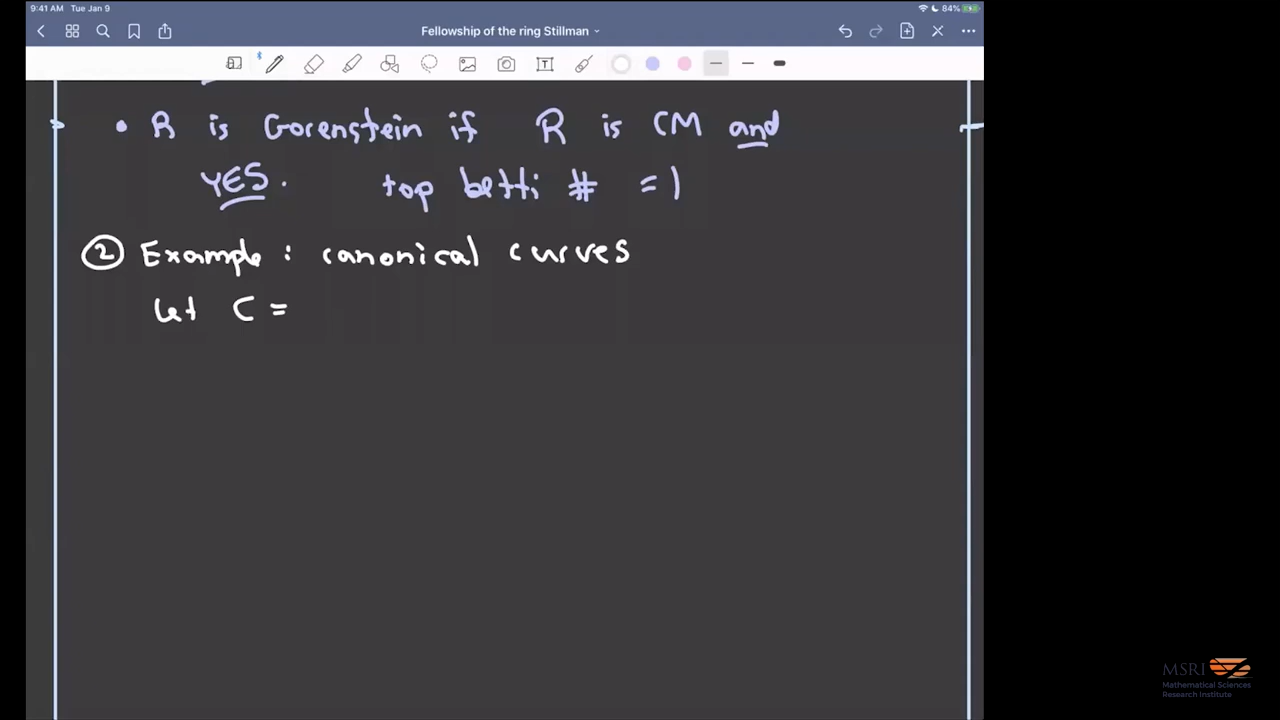 9:41 AM Tue Jan 9
84%
Fellowship of the ring Stillman
• R is Gorenstein if R is CM and
YES. top betti # = 1
② Example: canonical curves
let C =
MSRI
Mathematical Sciences
Research Institute